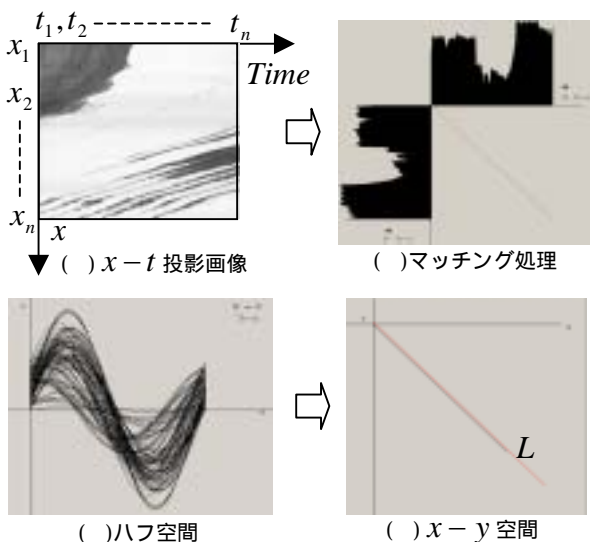 t₁, t₂ ---------- tₙ
x₁
Time
x₂
xₙ
x
( ) x − t 投影画像
( )マッチング処理
L
( )ハフ空間
( ) x − y 空間